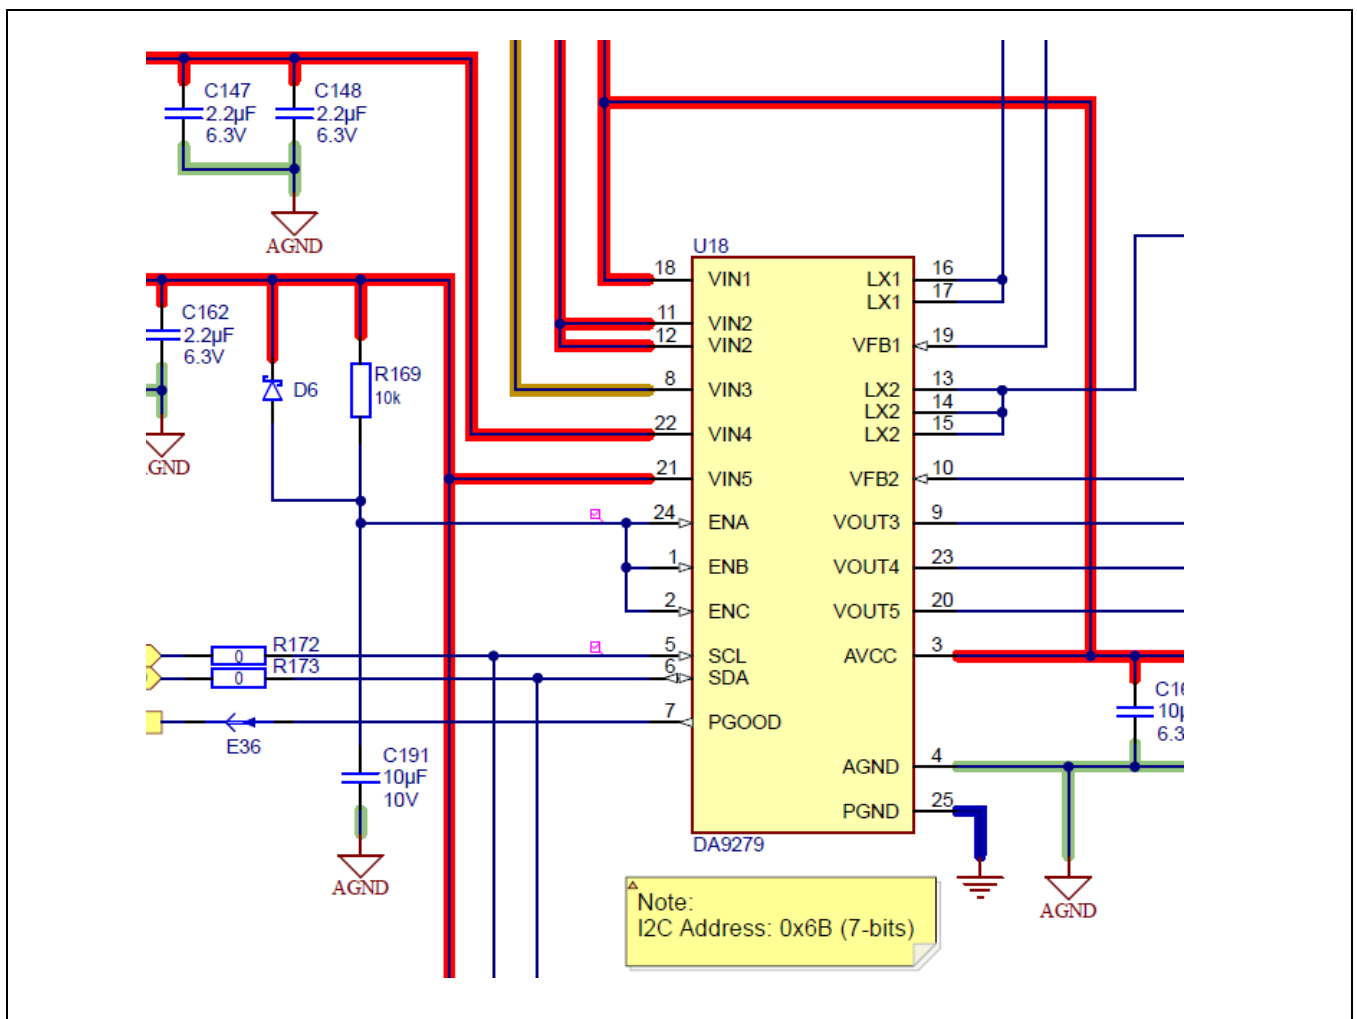 C147
2.2µF
6.3V
C148
2.2µF
6.3V
AGND
U18
18 VIN1 LX1 16
LX1 17
11 VIN2
12 VIN2 VFB1 19
8 VIN3 LX2 13
LX2 14
22 VIN4 LX2 15
21 VIN5 VFB2 10
24 ENA VOUT3 9
1 ENB VOUT4 23
2 ENC VOUT5 20
5 SCL AVCC 3
6 SDA
7 PGOOD
AGND 4
PGND 25
DA9279
C162
2.2µF
6.3V
D6
R169
10k
R172
0
R173
0
E36
C191
10µF
10V
AGND
AGND
Note:
I2C Address: 0x6B (7-bits)